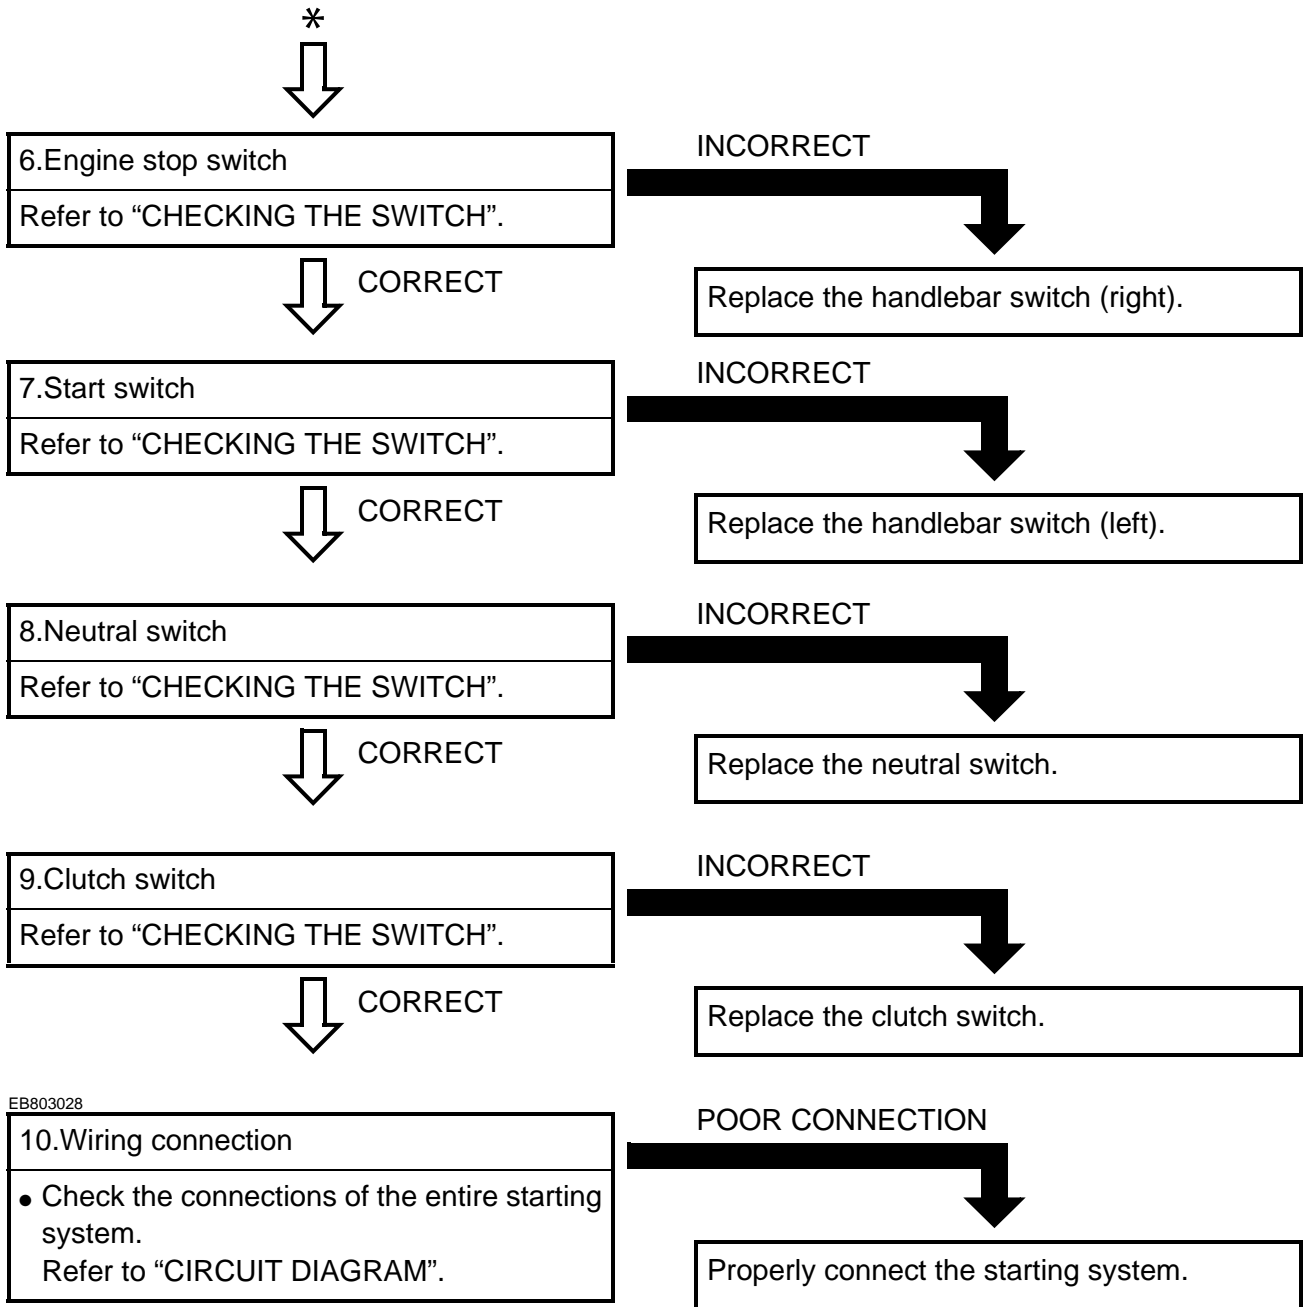 *
6.Engine stop switch
Refer to “CHECKING THE SWITCH”.
INCORRECT
CORRECT
Replace the handlebar switch (right).
7.Start switch
Refer to “CHECKING THE SWITCH”.
INCORRECT
CORRECT
Replace the handlebar switch (left).
8.Neutral switch
Refer to “CHECKING THE SWITCH”.
INCORRECT
CORRECT
Replace the neutral switch.
9.Clutch switch
Refer to “CHECKING THE SWITCH”.
INCORRECT
CORRECT
Replace the clutch switch.
EB803028
10.Wiring connection
● Check the connections of the entire starting
system.
Refer to “CIRCUIT DIAGRAM”.
POOR CONNECTION
Properly connect the starting system.